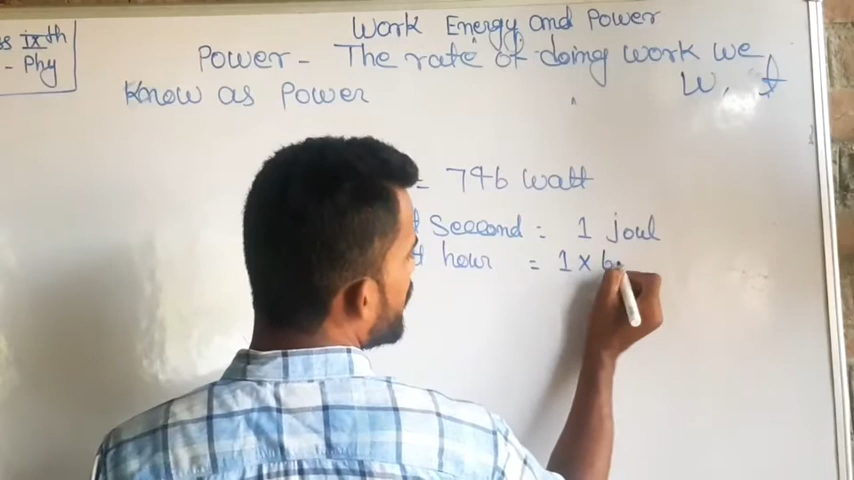 Work Energy and Power
ss ixth
- Phy
Power - The rate of doing work we
W, t
Know as power
= 746 watt
t Seecond = 1 joul
t hour = 1 × 6